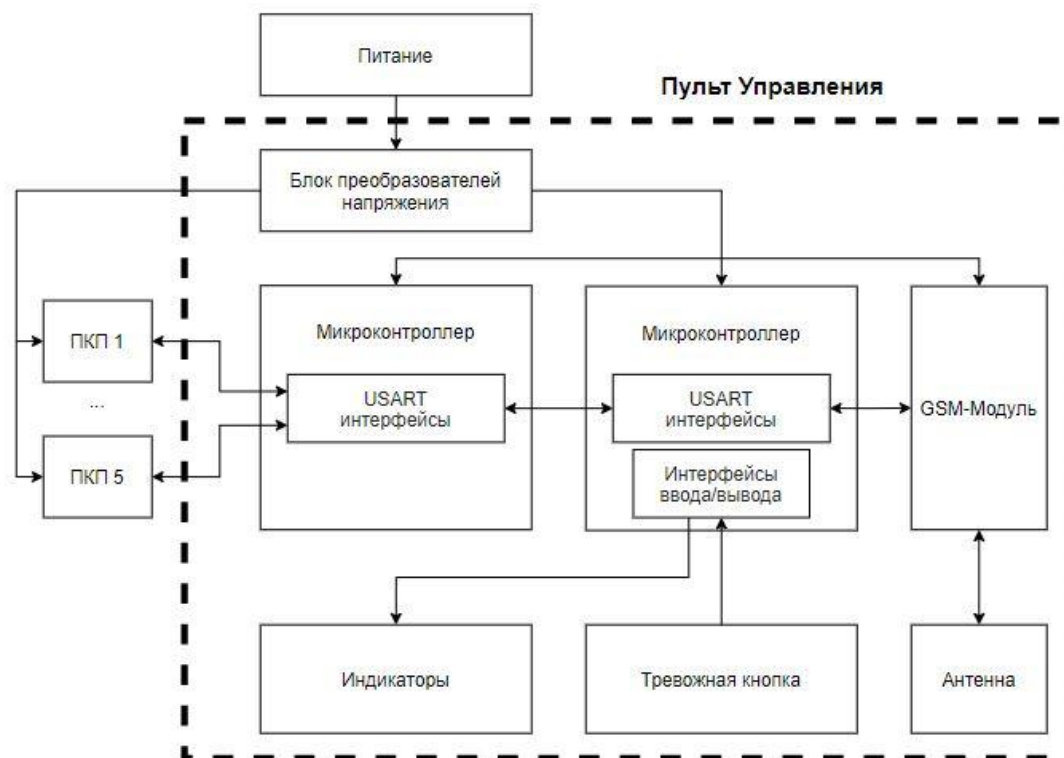 Питание
Пульт Управления
Блок преобразователей
напряжения
ПКП 1
...
ПКП 5
Микроконтроллер
USART
интерфейсы
Микроконтроллер
USART
интерфейсы
Интерфейсы
ввода/вывода
GSM-Модуль
Индикаторы
Тревожная кнопка
Антенна